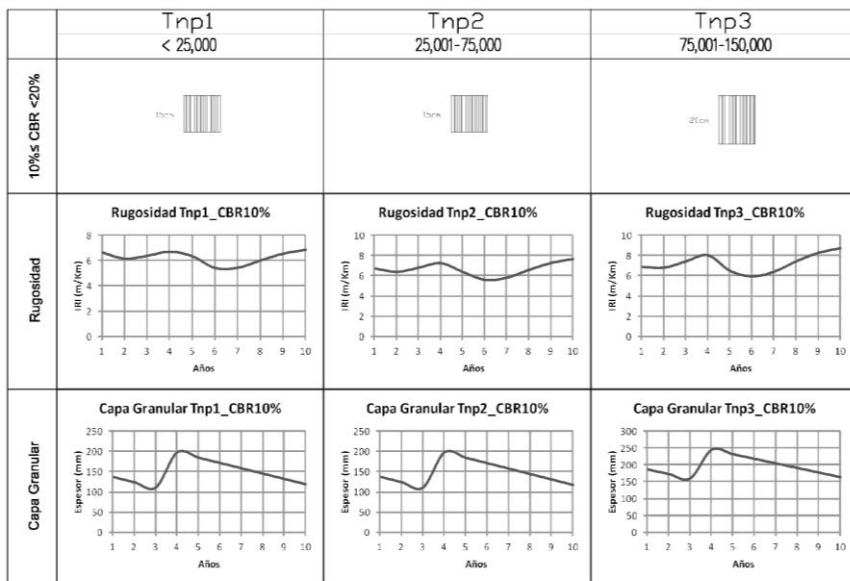 Tnp1 Tnp2 Tnp3
< 25,000 25,001-75,000 75,001-150,000
10%≤ CBR <20%
15cm 15cm 20cm
Rugosidad
Rugosidad Tnp1_CBR10%
IRI (m/Km)
8
6
4
2
0
1 2 3 4 5 6 7 8 9 10
Años
Rugosidad Tnp2_CBR10%
IRI (m/Km)
10
8
6
4
2
0
1 2 3 4 5 6 7 8 9 10
Años
Rugosidad Tnp3_CBR10%
IRI (m/Km)
10
8
6
4
2
0
1 2 3 4 5 6 7 8 9 10
Años
Capa Granular
Capa Granular Tnp1_CBR10%
Espesor (mm)
250
200
150
100
50
0
1 2 3 4 5 6 7 8 9 10
Años
Capa Granular Tnp2_CBR10%
Espesor (mm)
250
200
150
100
50
0
1 2 3 4 5 6 7 8 9 10
Años
Capa Granular Tnp3_CBR10%
Espesor (mm)
300
250
200
150
100
50
0
1 2 3 4 5 6 7 8 9 10
Años